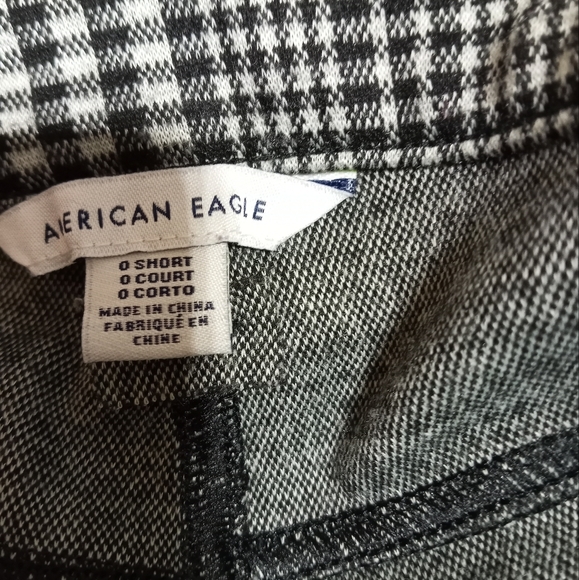 AMERICAN EAGLE
0 SHORT
0 COURT
0 CORTO
MADE IN CHINA
FABRIQUÉ EN
CHINE